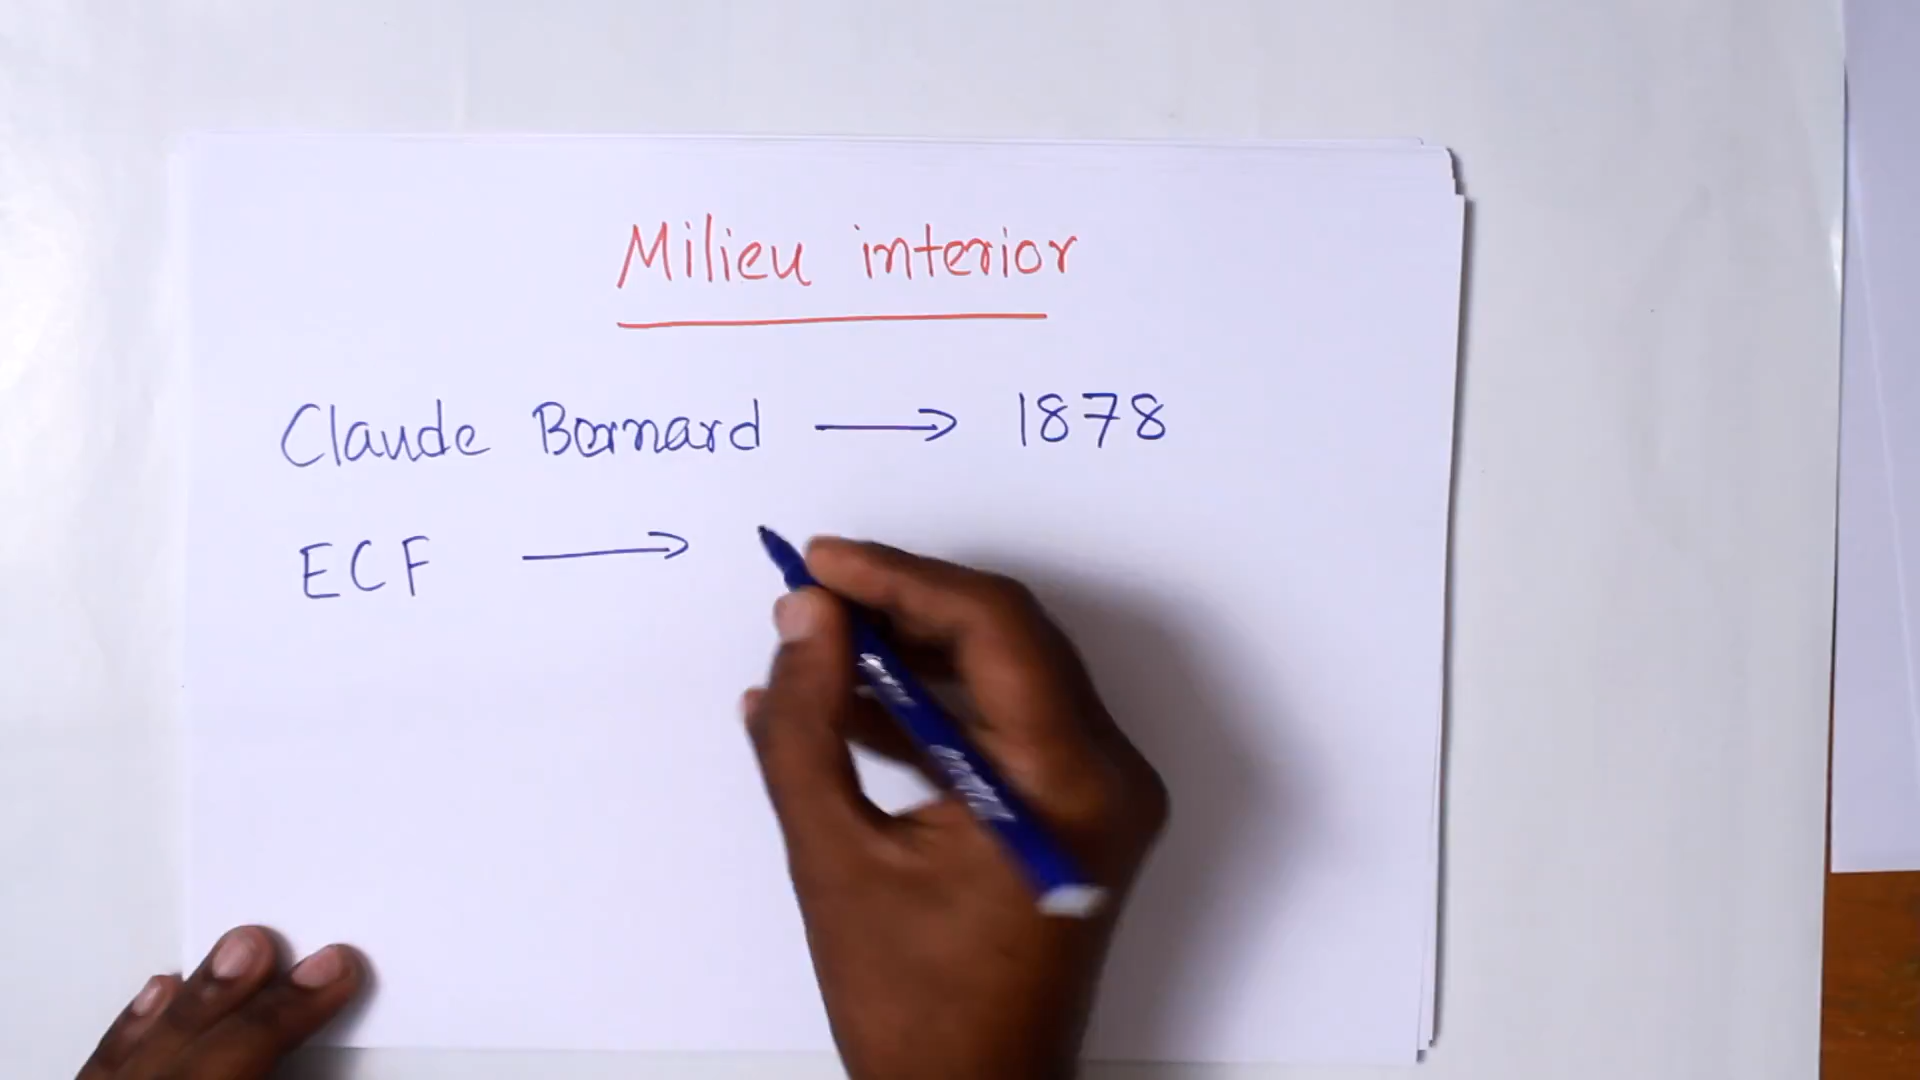 Milieu interior
Claude Bernard → 1878
ECF →